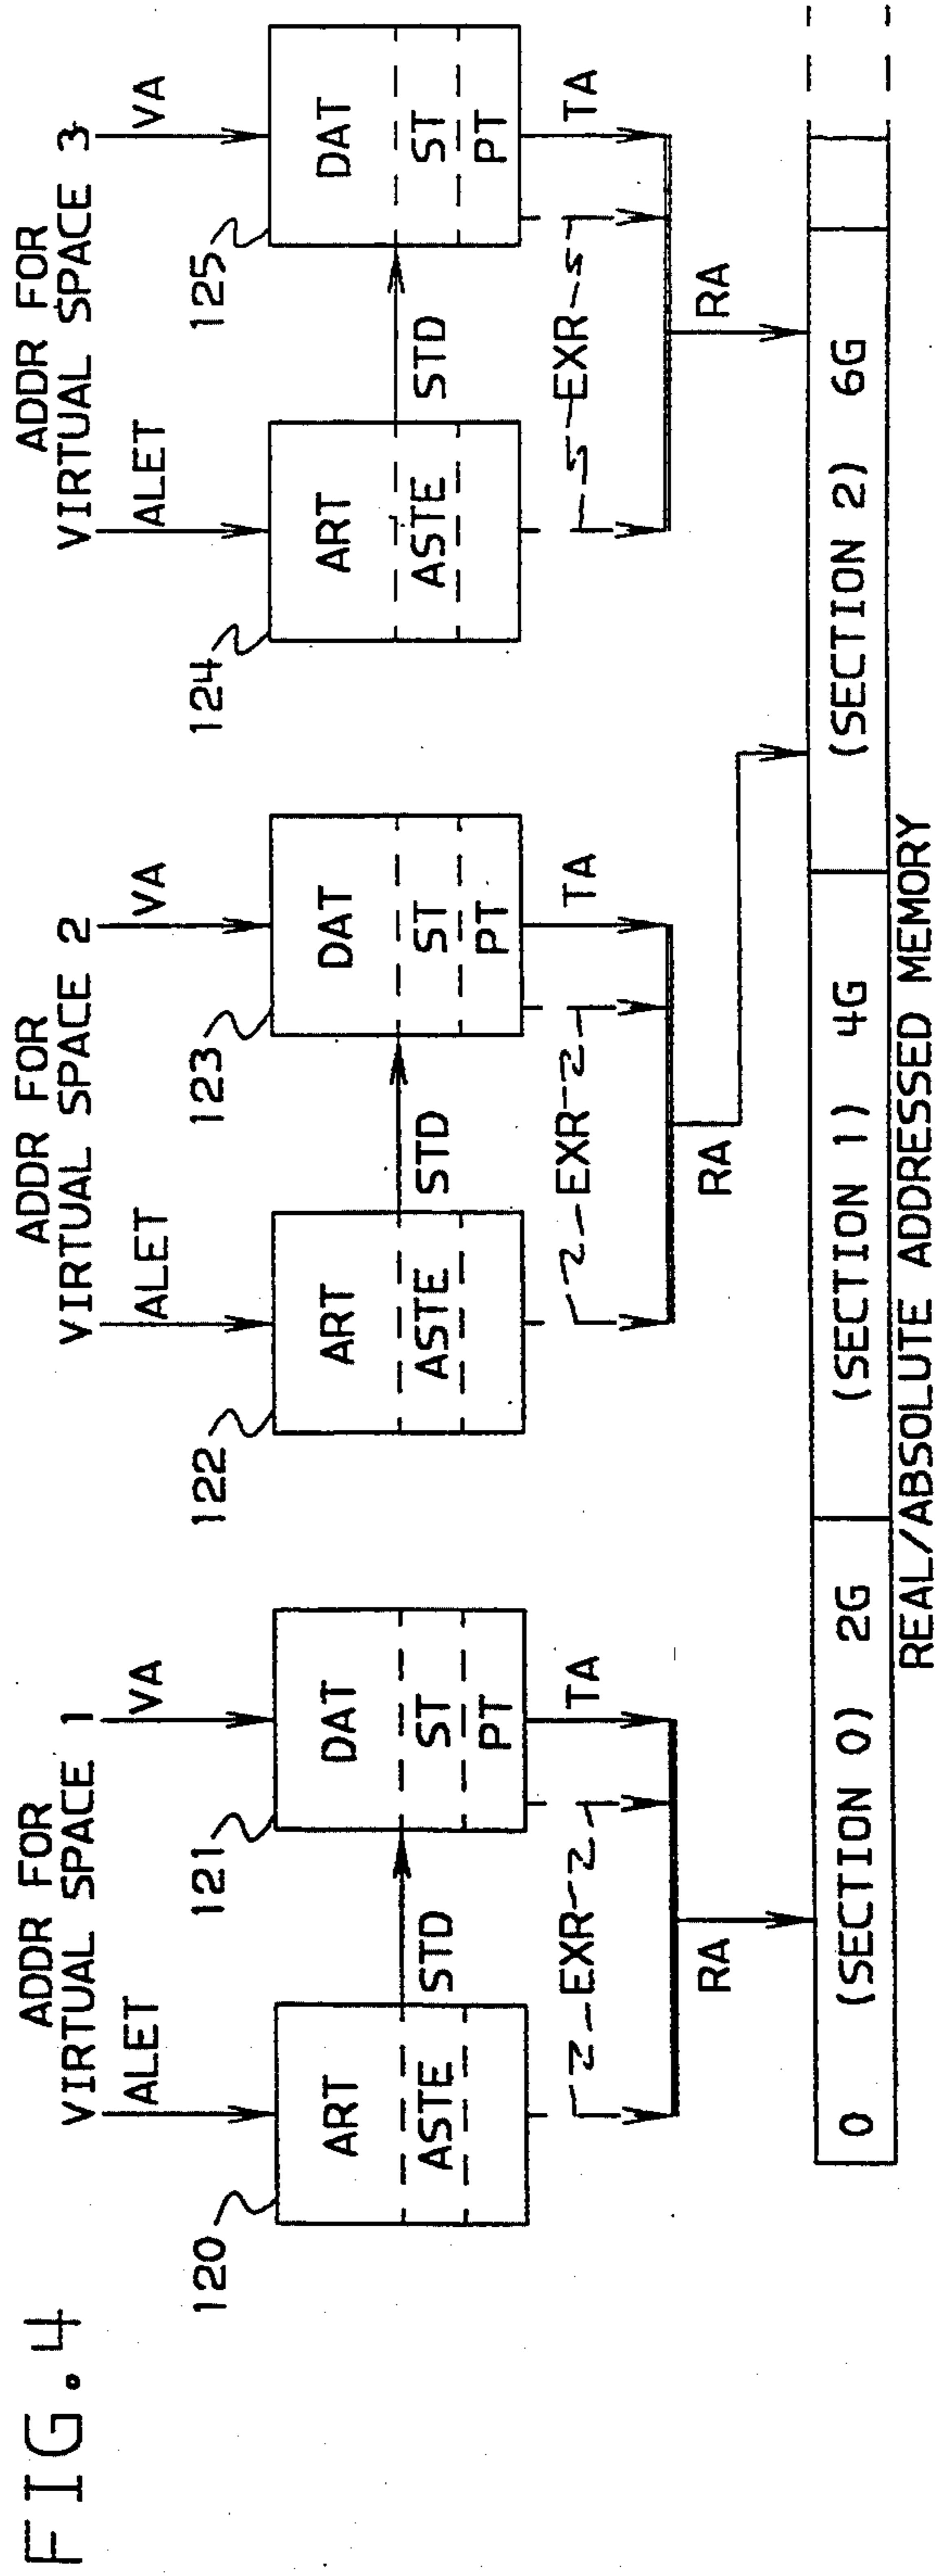 FIG.4
ADDR FOR
VIRTUAL SPACE 1
ALET
VA
120
ART
ASTE
STD
121
DAT
ST
PT
EXR
TA
RA
ADDR FOR
VIRTUAL SPACE 2
ALET
VA
122
ART
ASTE
STD
123
DAT
ST
PT
EXR
TA
RA
ADDR FOR
VIRTUAL SPACE 3
ALET
VA
124
ART
ASTE
STD
125
DAT
ST
PT
EXR
TA
RA
0 (SECTION 0) 2G (SECTION 1) 4G (SECTION 2) 6G
REAL/ABSOLUTE ADDRESSED MEMORY